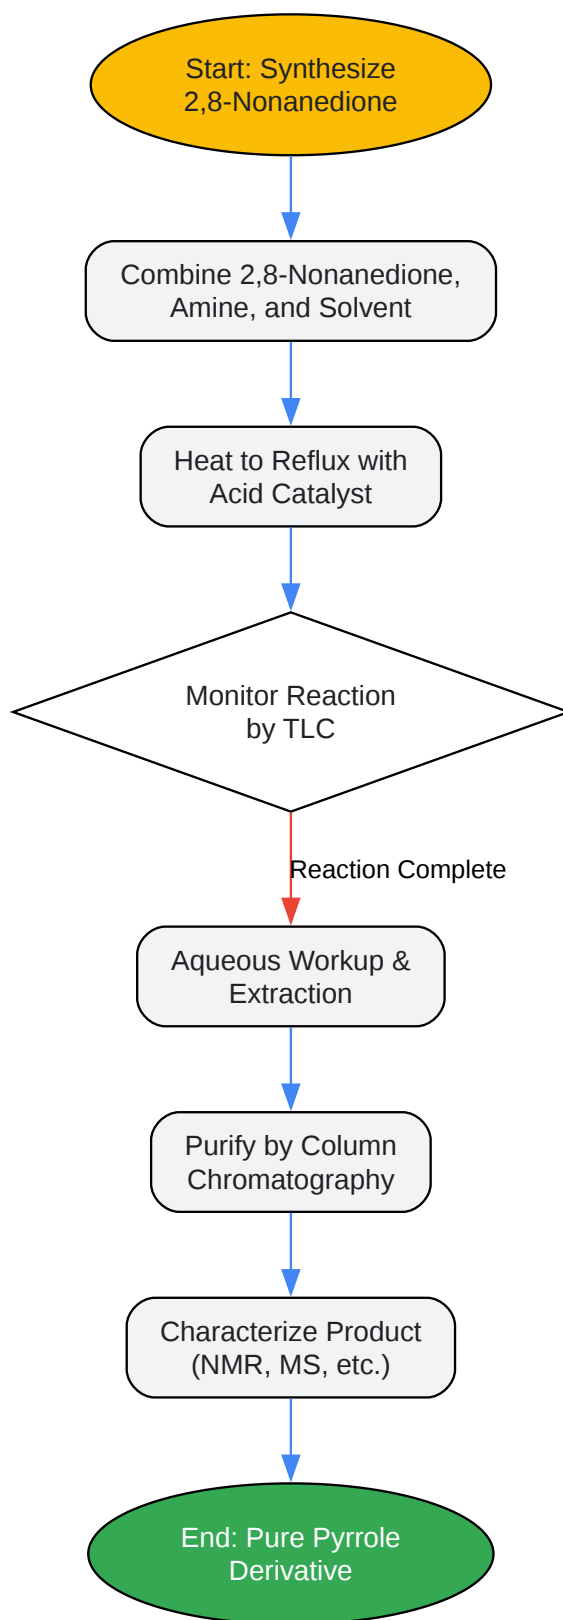 Start: Synthesize
2,8-Nonanedione
Combine 2,8-Nonanedione,
Amine, and Solvent
Heat to Reflux with
Acid Catalyst
Monitor Reaction
by TLC
Reaction Complete
Aqueous Workup &
Extraction
Purify by Column
Chromatography
Characterize Product
(NMR, MS, etc.)
End: Pure Pyrrole
Derivative